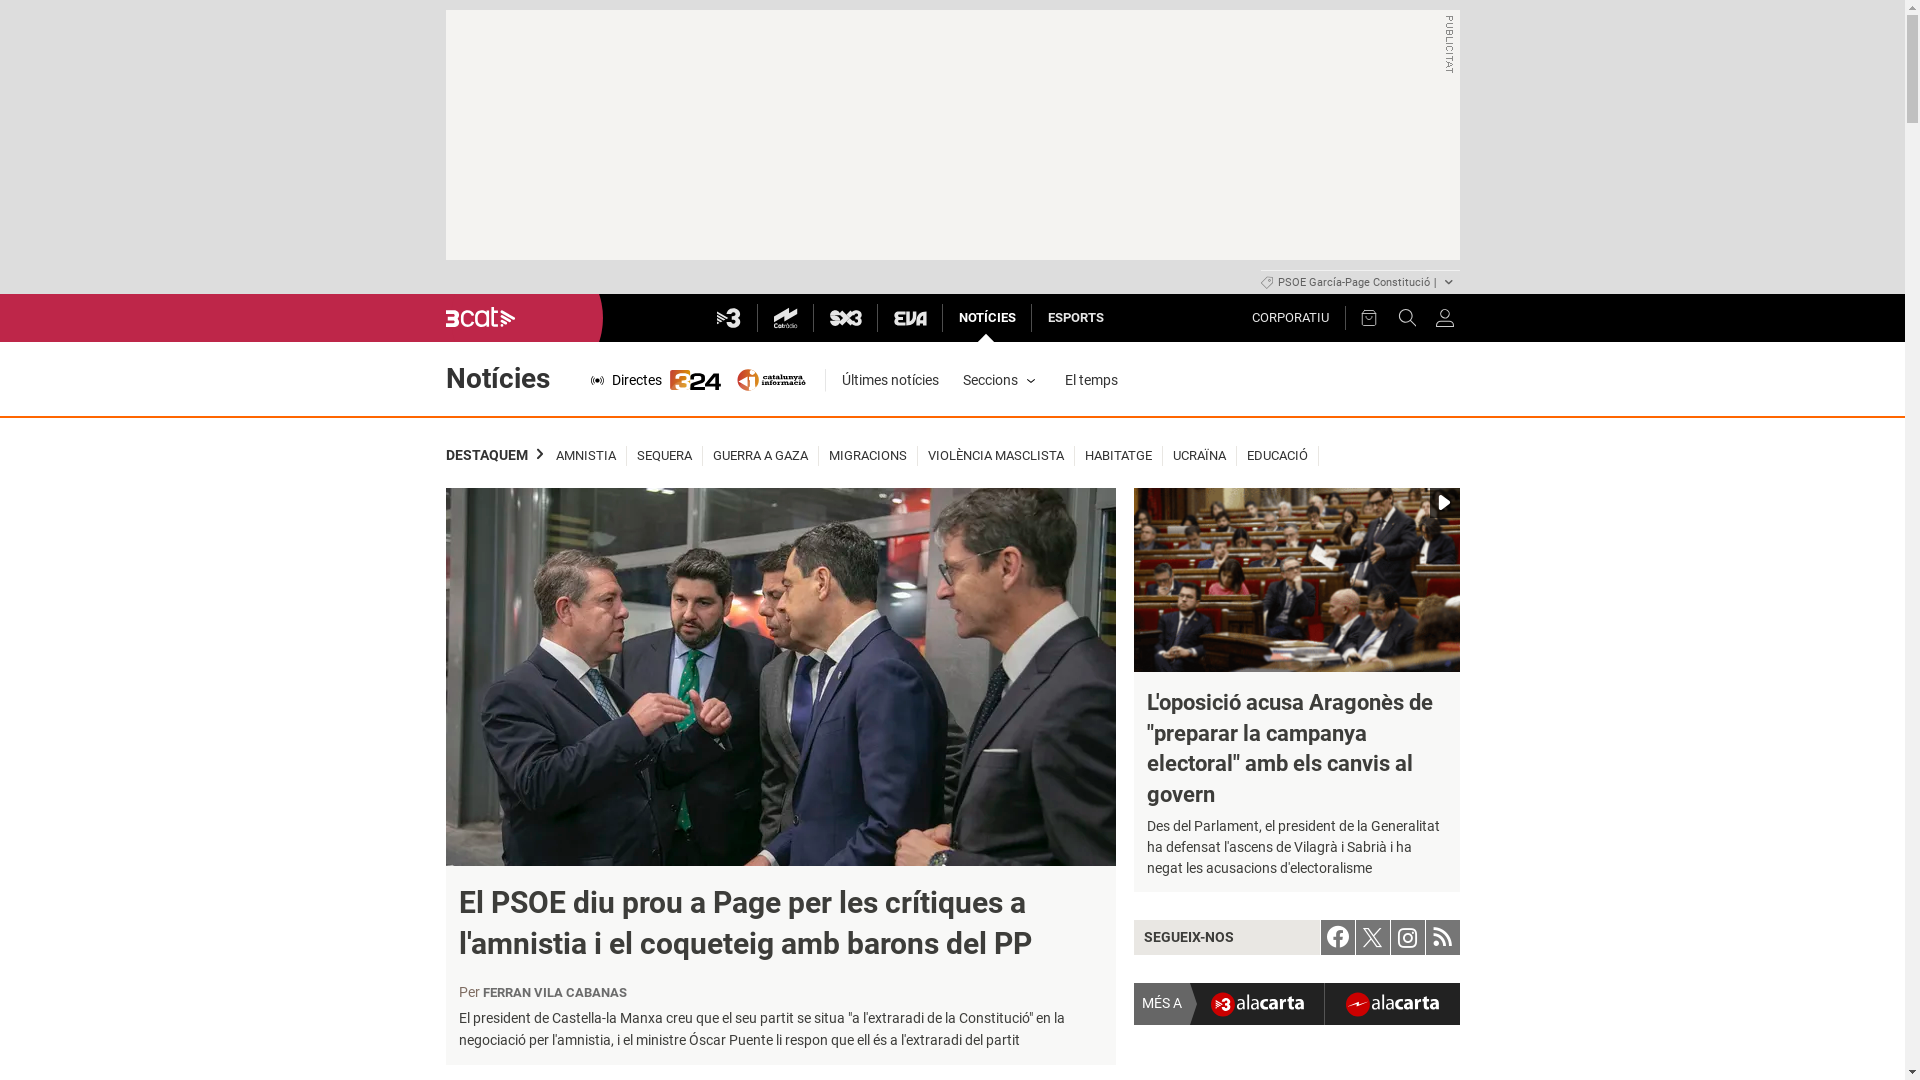 PUBLICITAT
PSOE García-Page Constitució |
3cat
3
Catràdio
SX3
EVA
NOTÍCIES
ESPORTS
CORPORATIU
Notícies
Directes
324
catalunya
informació
Últimes notícies
Seccions
El temps
DESTAQUEM
AMNISTIA
SEQUERA
GUERRA A GAZA
MIGRACIONS
VIOLÈNCIA MASCLISTA
HABITATGE
UCRAÏNA
EDUCACIÓ
El PSOE diu prou a Page per les crítiques a
l'amnistia i el coqueteig amb barons del PP
Per FERRAN VILA CABANAS
El president de Castella-la Manxa creu que el seu partit se situa "a l'extraradi de la Constitució" en la
negociació per l'amnistia, i el ministre Óscar Puente li respon que ell és a l'extraradi del partit
L'oposició acusa Aragonès de
"preparar la campanya
electoral" amb els canvis al
govern
Des del Parlament, el president de la Generalitat
ha defensat l'ascens de Vilagrà i Sabrià i ha
negat les acusacions d'electoralisme
SEGUEIX-NOS
MÉS A
3alacarta
alacarta